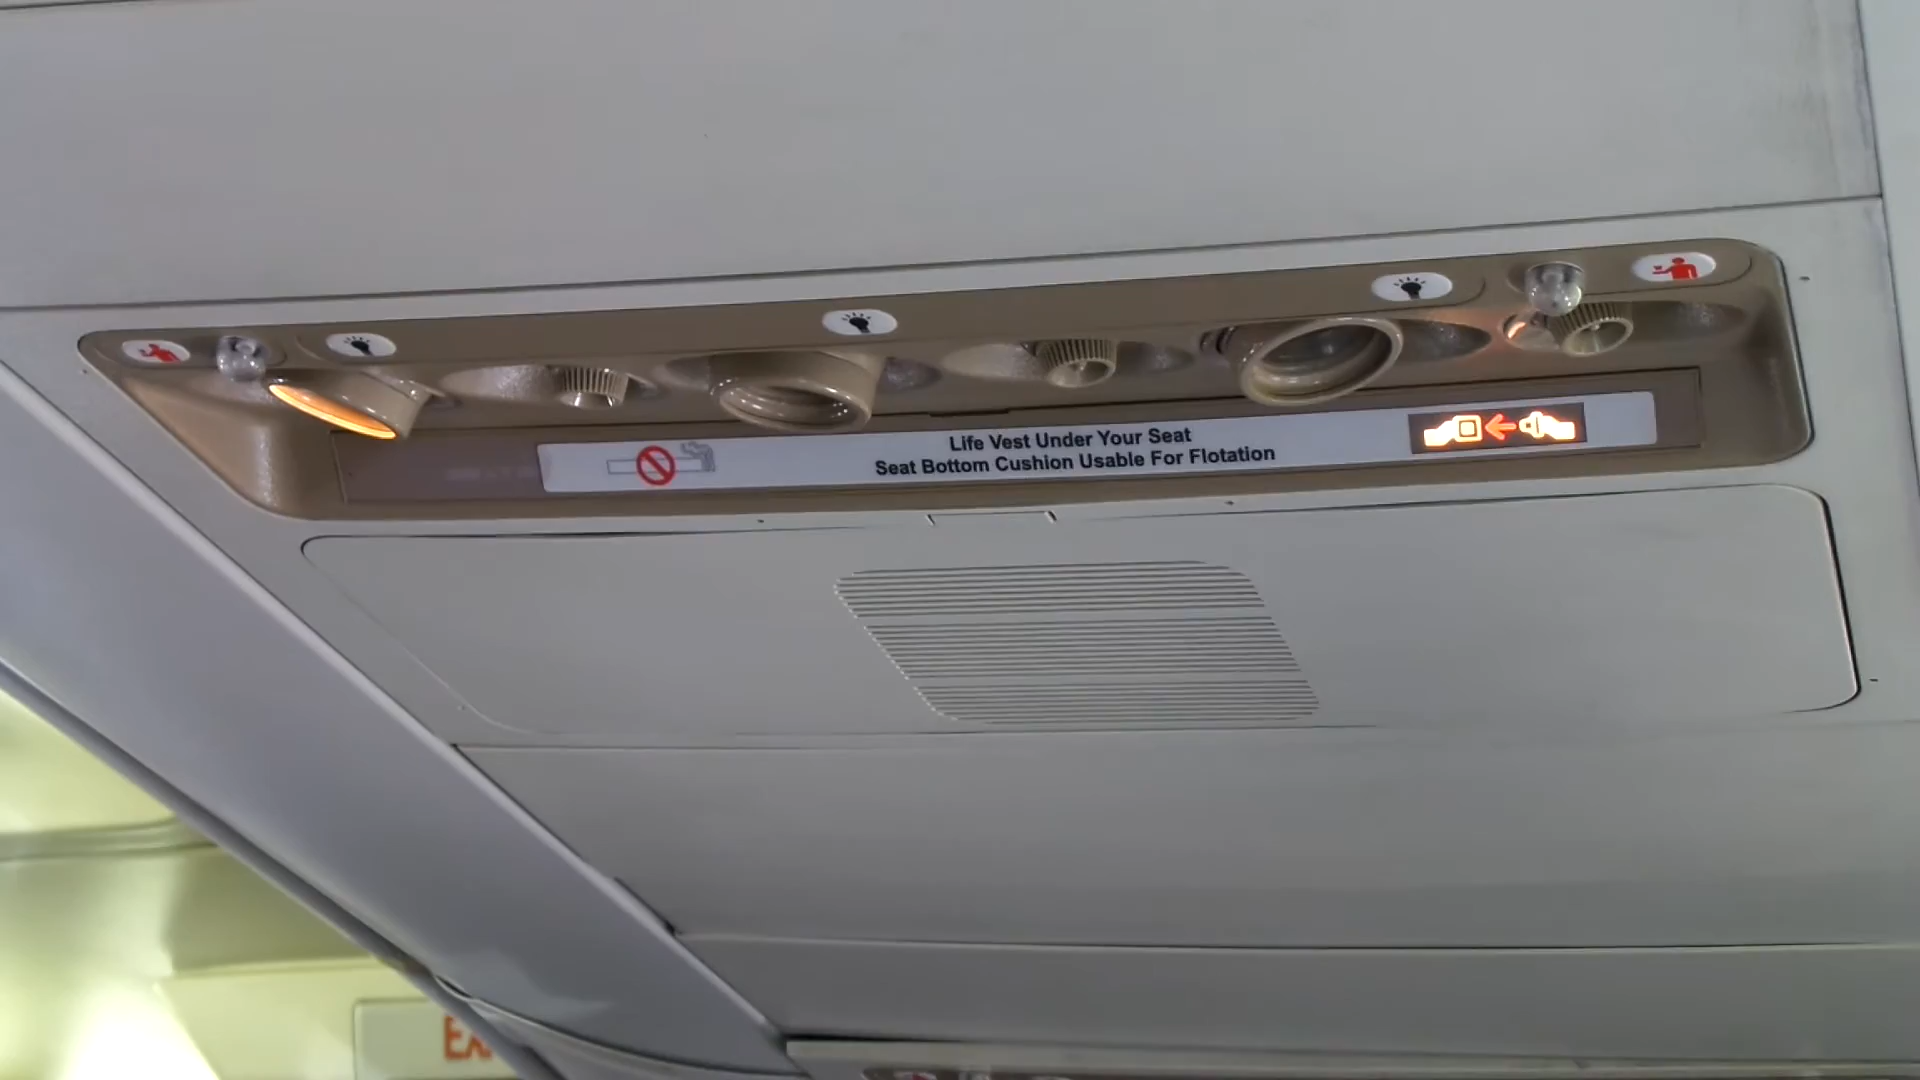 Life Vest Under Your Seat
Seat Bottom Cushion Usable For Flotation